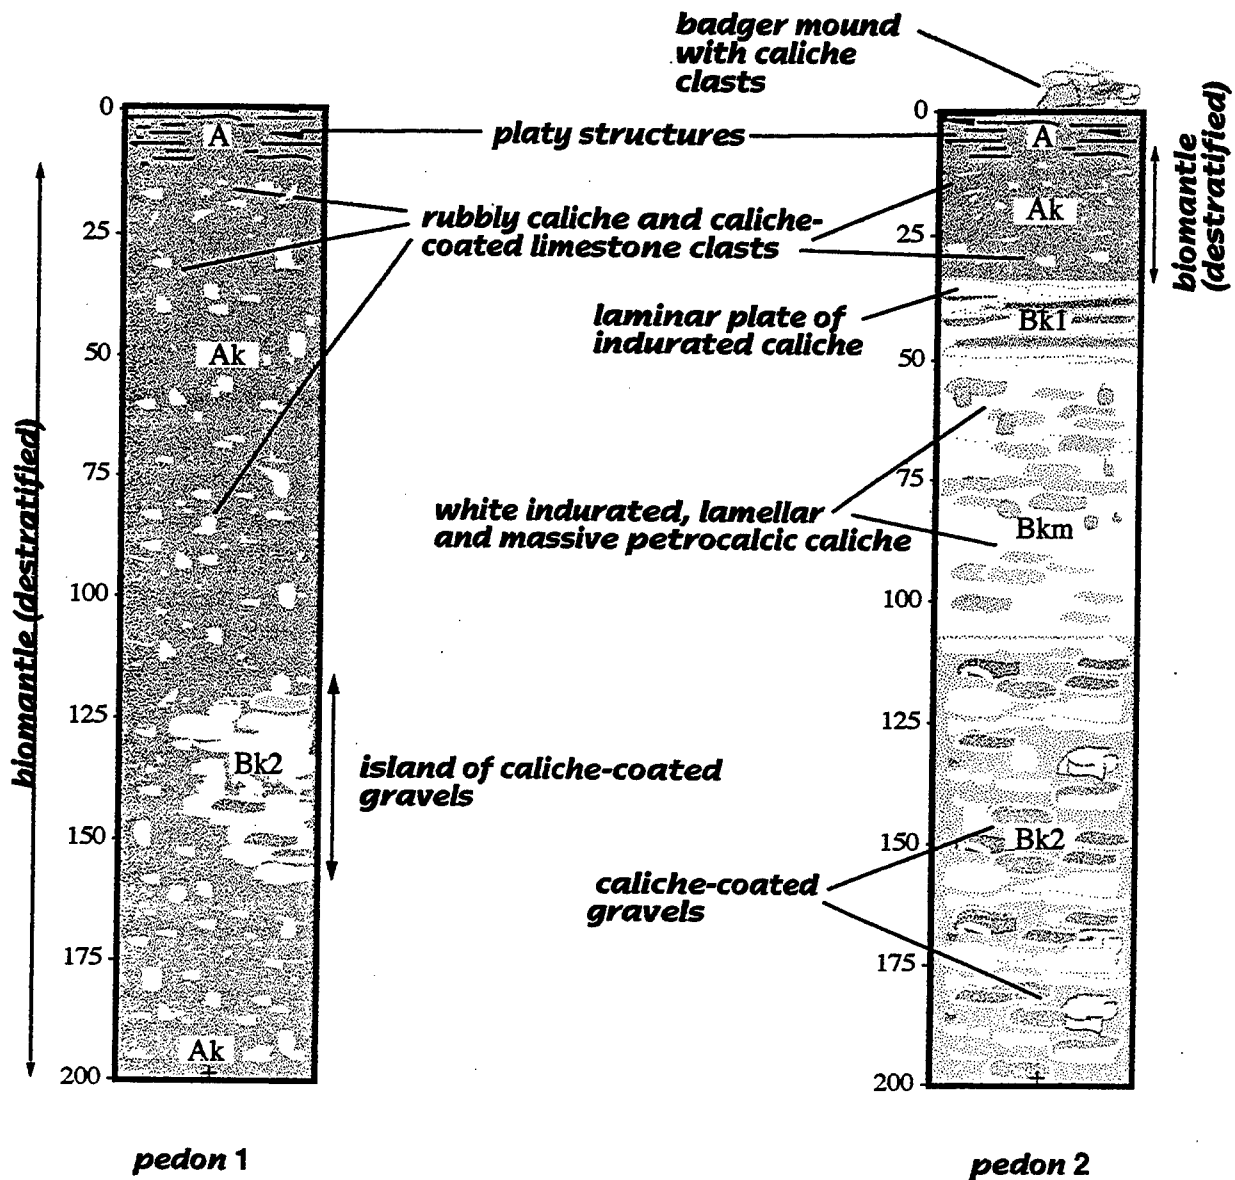 badger mound
with caliche
clasts
0
A
platy structures
0
A
biomantle
(destratified)
rubbly caliche and caliche-
coated limestone clasts
25
Ak
25
laminar plate of
indurated caliche
Bk1
Ak
50
50
biomantle (destratified)
75
75
white indurated, lamellar
and massive petrocalcic caliche
Bkm
100
100
125
125
Bk2
island of caliche-coated
gravels
150
150
Bk2
caliche-coated
gravels
175
175
Ak
200
200
pedon 1
pedon 2